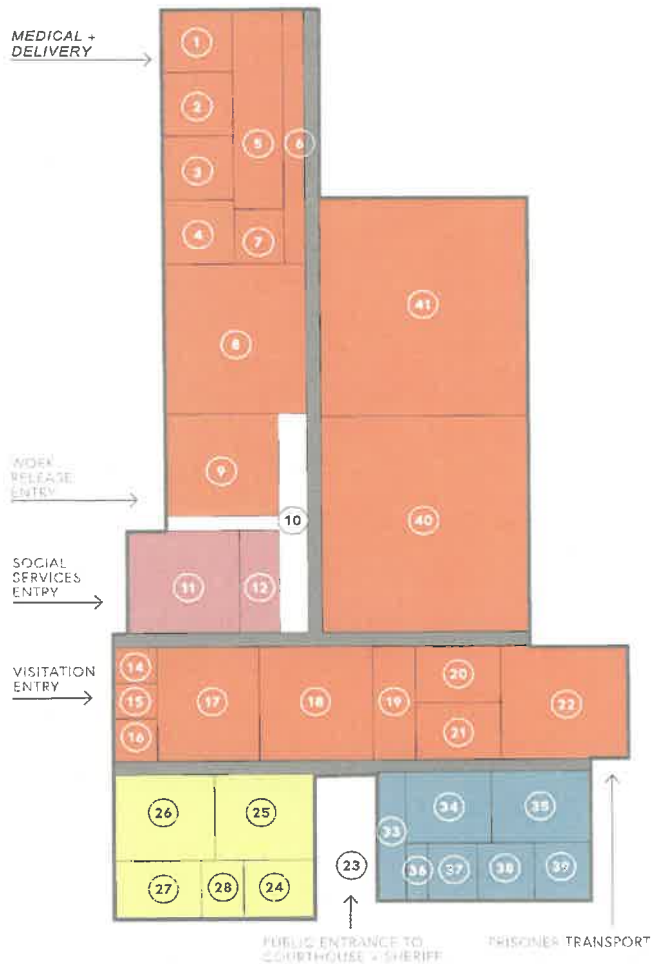 MEDICAL +
DELIVERY
1
2
3
4
5
6
7
8
41
WORK
RELEASE
ENTRY
9
10
40
SOCIAL
SERVICES
ENTRY
11
12
VISITATION
ENTRY
14
15
16
17
18
19
20
21
22
26
25
27
28
24
23
33
34
35
36
37
38
39
PUBLIC ENTRANCE TO
COURTHOUSE + SHERIFF
PRISONER TRANSPORT